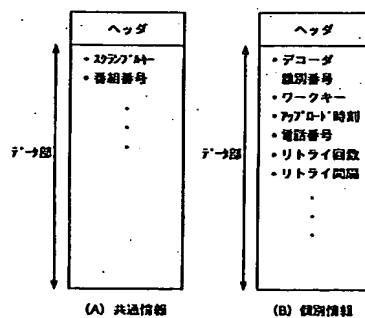 ヘッダ
・スクランブルキー
・番組番号
データ部
(A) 共通情報
ヘッダ
・デコーダ
識別番号
・ワークキー
・アップロード時刻
・電話番号
・リトライ回数
・リトライ間隔
データ部
(B) 個別情報